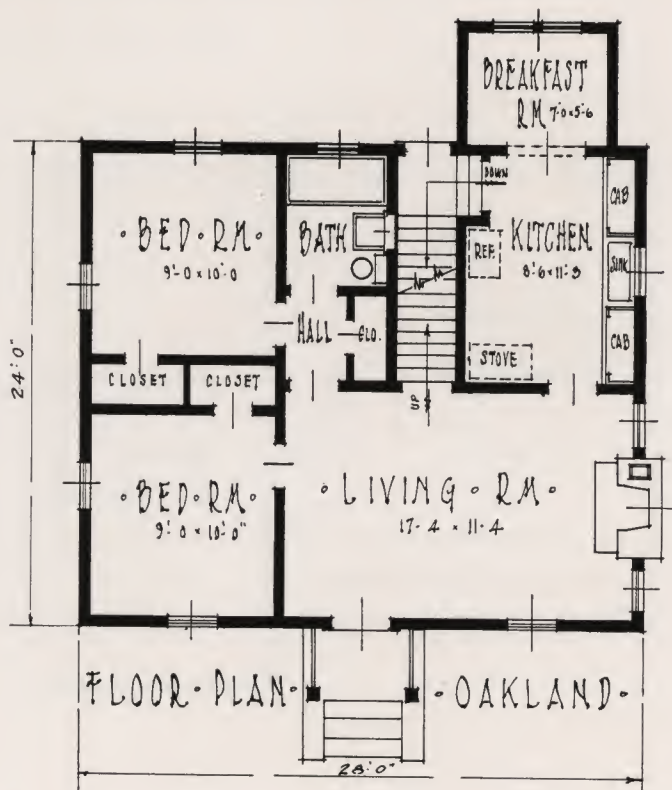 BREAKFAST
RM 7'-0 x 5'-6
DOWN
CAB
· BED · RM ·
9'-0 x 10'-0
BATH
KITCHEN
8'-6 x 11'-3
REF.
SINK
HALL
CLO.
CAB
STOVE
CLOSET
CLOSET
UP
24'-0"
· BED · RM ·
9'-0 x 10'-0"
· LIVING · RM ·
17-4 x 11-4
FLOOR · PLAN · · OAKLAND ·
28'-0"